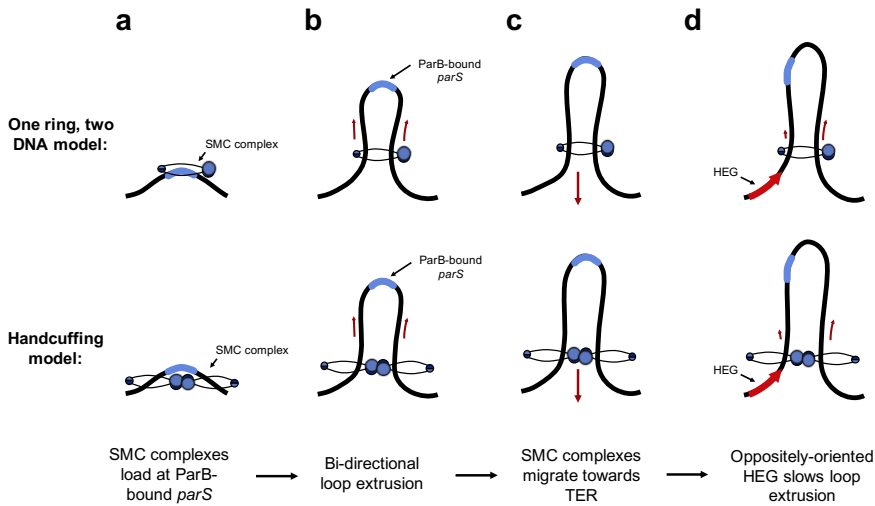 a
b
c
d
One ring, two
DNA model:
SMC complex
ParB-bound
parS
HEG
Handcuffing
model:
SMC complex
ParB-bound
parS
HEG
SMC complexes
load at ParB-
bound parS
Bi-directional
loop extrusion
SMC complexes
migrate towards
TER
Oppositely-oriented
HEG slows loop
extrusion